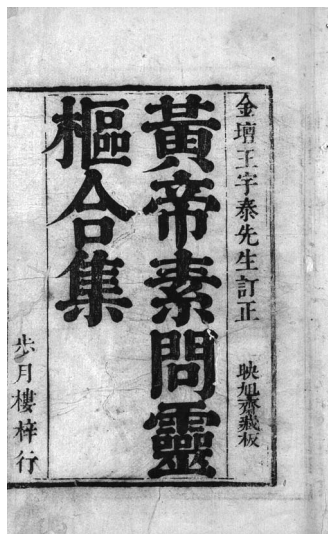 金壇王宇泰先生訂正
映旭齋藏板
黃帝素問靈
樞合集
步月樓梓行